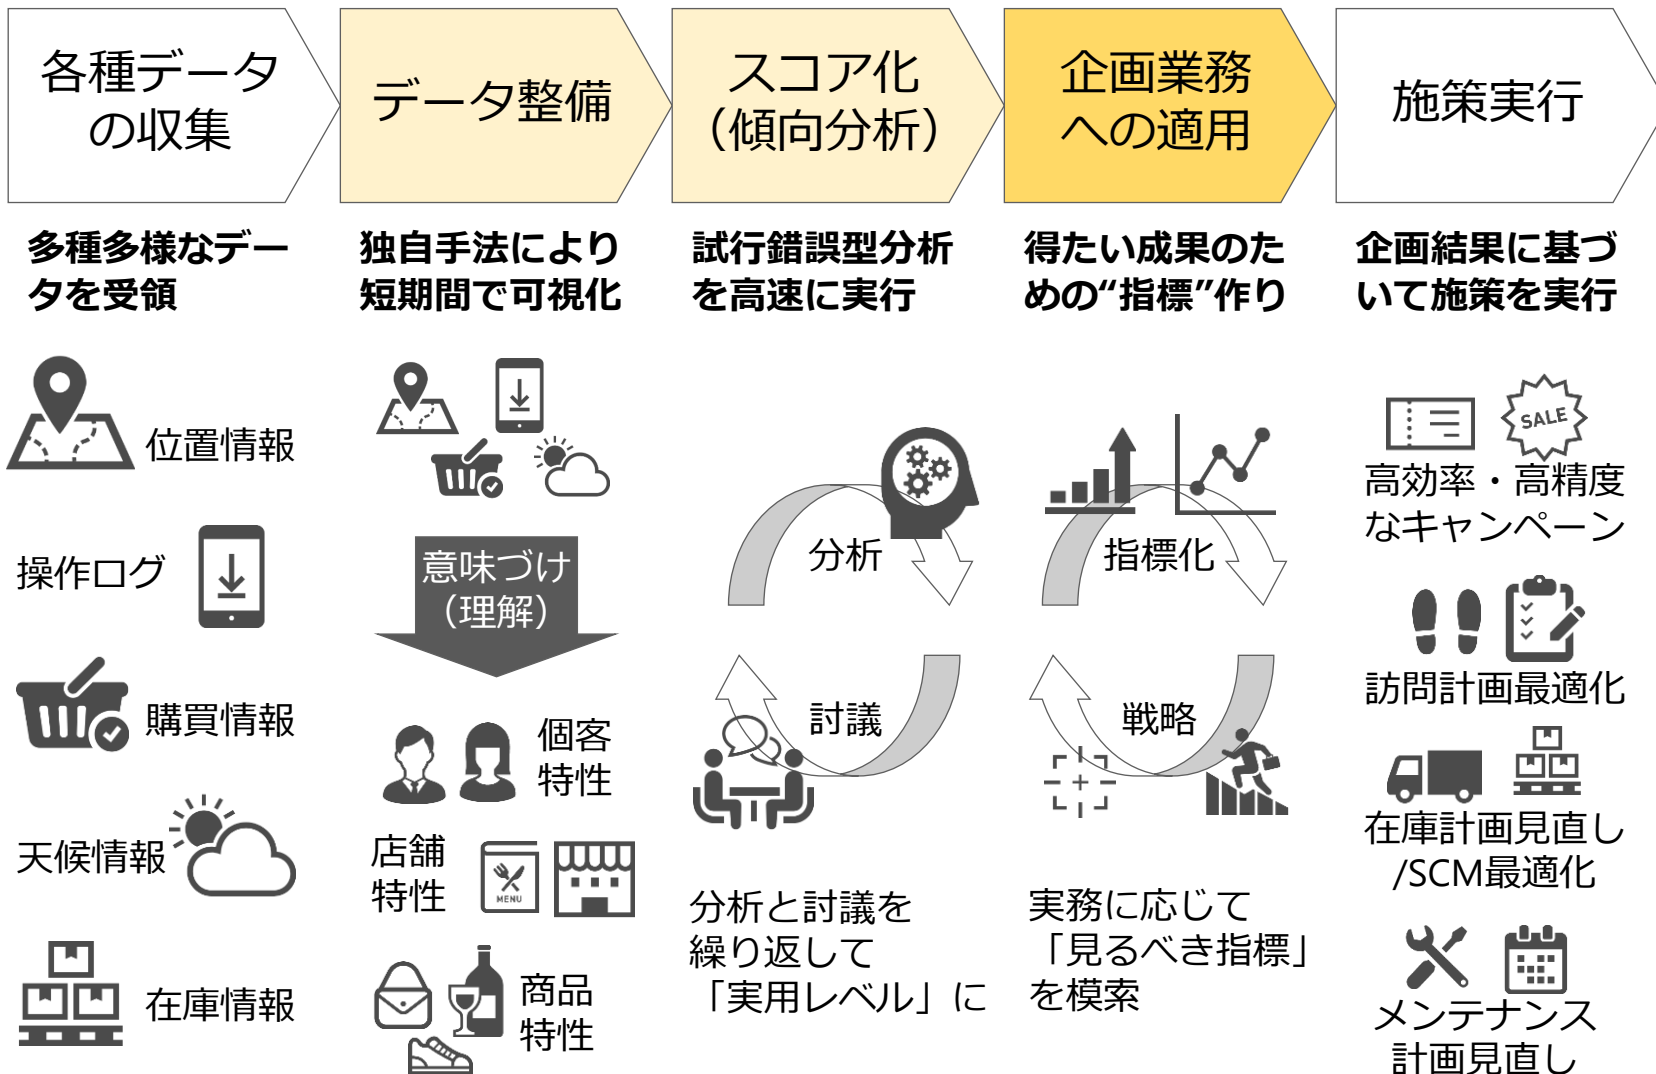 各種データ
の収集
データ整備
スコア化
（傾向分析）
企画業務
への適用
施策実行
多種多様なデー
タを受領
独自手法により
短期間で可視化
試行錯誤型分析
を高速に実行
得たい成果のた
めの“指標”作り
企画結果に基づ
いて施策を実行
位置情報
操作ログ
購買情報
天候情報
在庫情報
意味づけ
（理解）
個客
特性
店舗
特性
MENU
商品
特性
分析
討議
分析と討議を
繰り返して
「実用レベル」に
指標化
戦略
実務に応じて
「見るべき指標」
を模索
SALE
高効率・高精度
なキャンペーン
訪問計画最適化
在庫計画見直し
/SCM最適化
メンテナンス
計画見直し